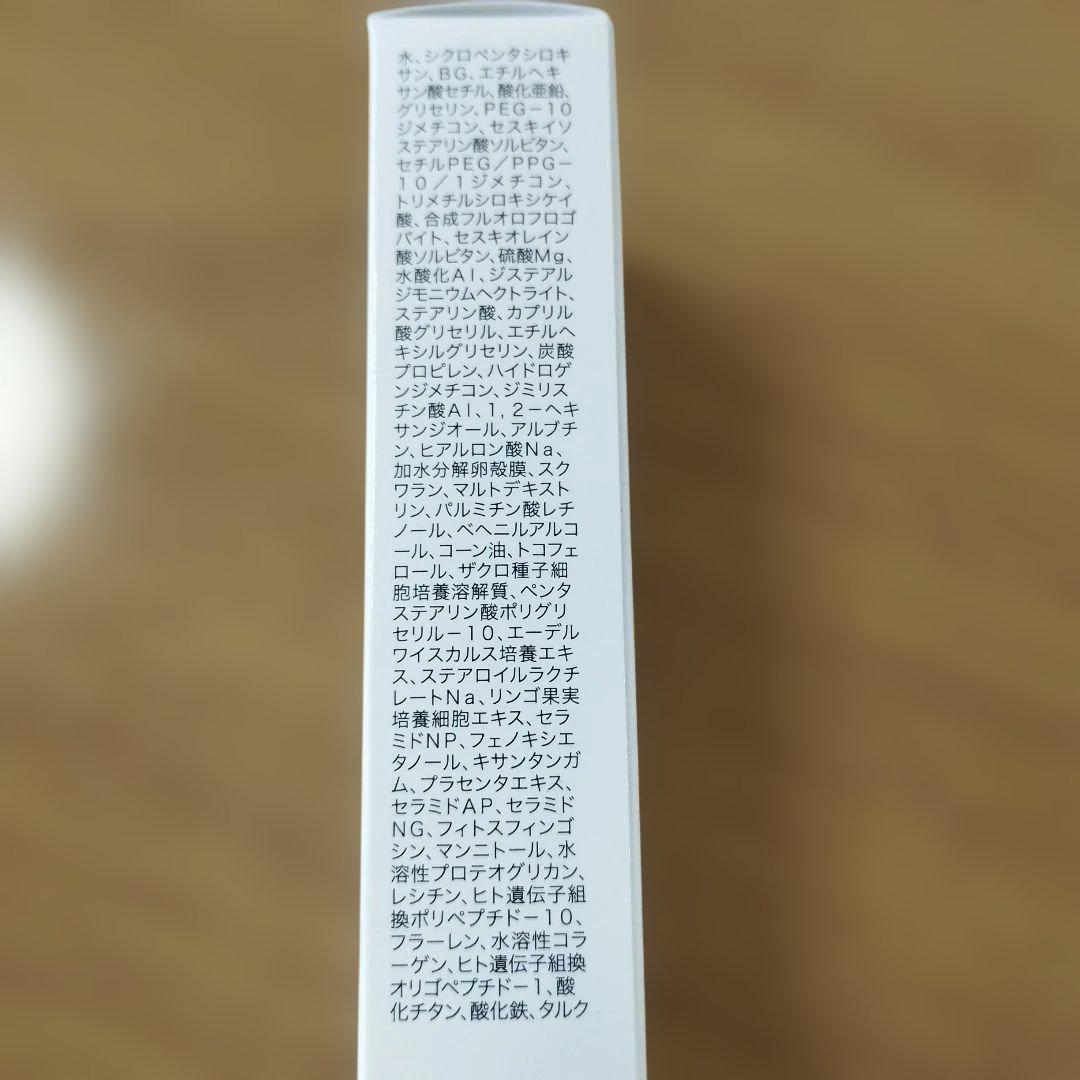 水、シクロペンタシロキ
サン、BG、エチルヘキ
サン酸セチル、酸化亜鉛、
グリセリン、PEG－10
ジメチコン、セスキイソ
ステアリン酸ソルビタン、
セチルPEG／PPG－
10／1ジメチコン、
トリメチルシロキシケイ
酸、合成フルオロフロゴ
パイト、セスキオレイン
酸ソルビタン、硫酸Mg、
水酸化Al、ジステアル
ジモニウムヘクトライト、
ステアリン酸、カプリル
酸グリセリル、エチルヘ
キシルグリセリン、炭酸
プロピレン、ハイドロゲ
ンジメチコン、ジミリス
チン酸Al、1,2－ヘキ
サンジオール、アルブチ
ン、ヒアルロン酸Na、
加水分解卵殻膜、スク
ワラン、マルトデキスト
リン、パルミチン酸レチ
ノール、ベヘニルアルコ
ール、コーン油、トコフェ
ロール、ザクロ種子細
胞培養溶解質、ペンタ
ステアリン酸ポリグリ
セリル－10、エーデル
ワイスカルス培養エキ
ス、ステアロイルラクチ
レートNa、リンゴ果実
培養細胞エキス、セラ
ミドNP、フェノキシエ
タノール、キサンタンガ
ム、プラセンタエキス、
セラミドAP、セラミド
NG、フィトスフィンゴ
シン、マンニトール、水
溶性プロテオグリカン、
レシチン、ヒト遺伝子組
換ポリペプチド－10、
フラーレン、水溶性コラ
ーゲン、ヒト遺伝子組換
オリゴペプチド－1、酸
化チタン、酸化鉄、タルク